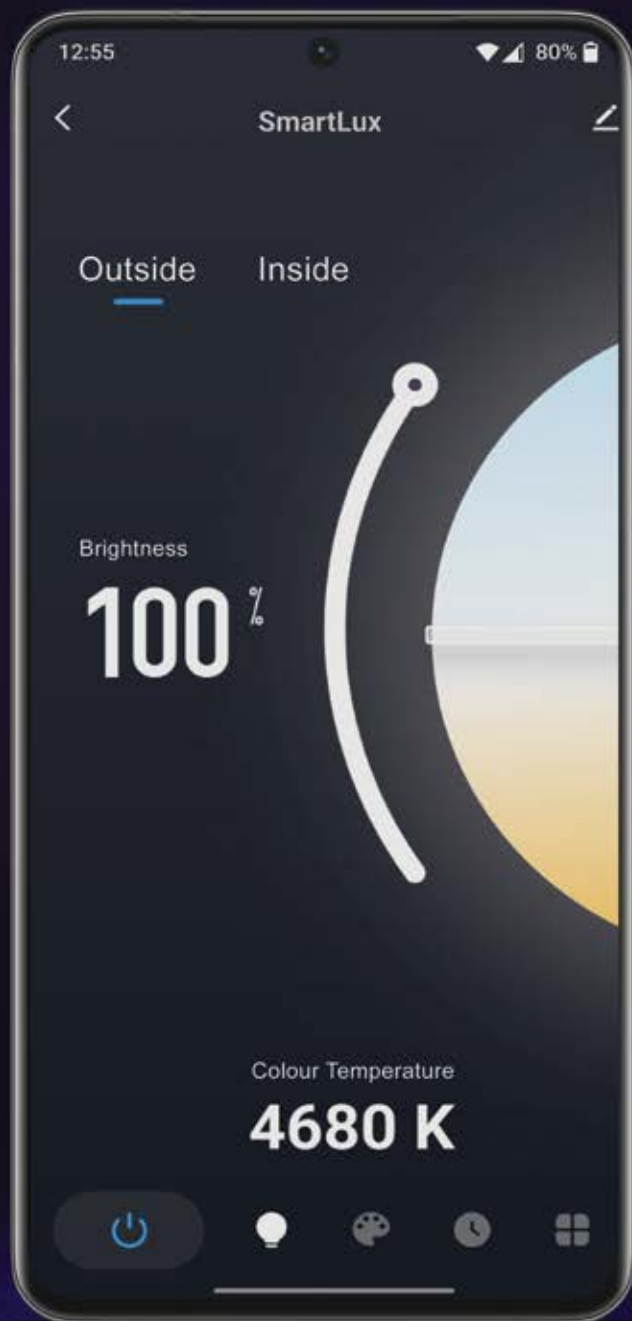 12:55
80%
SmartLux
Outside
Inside
Brightness
100 %
Colour Temperature
4680 K